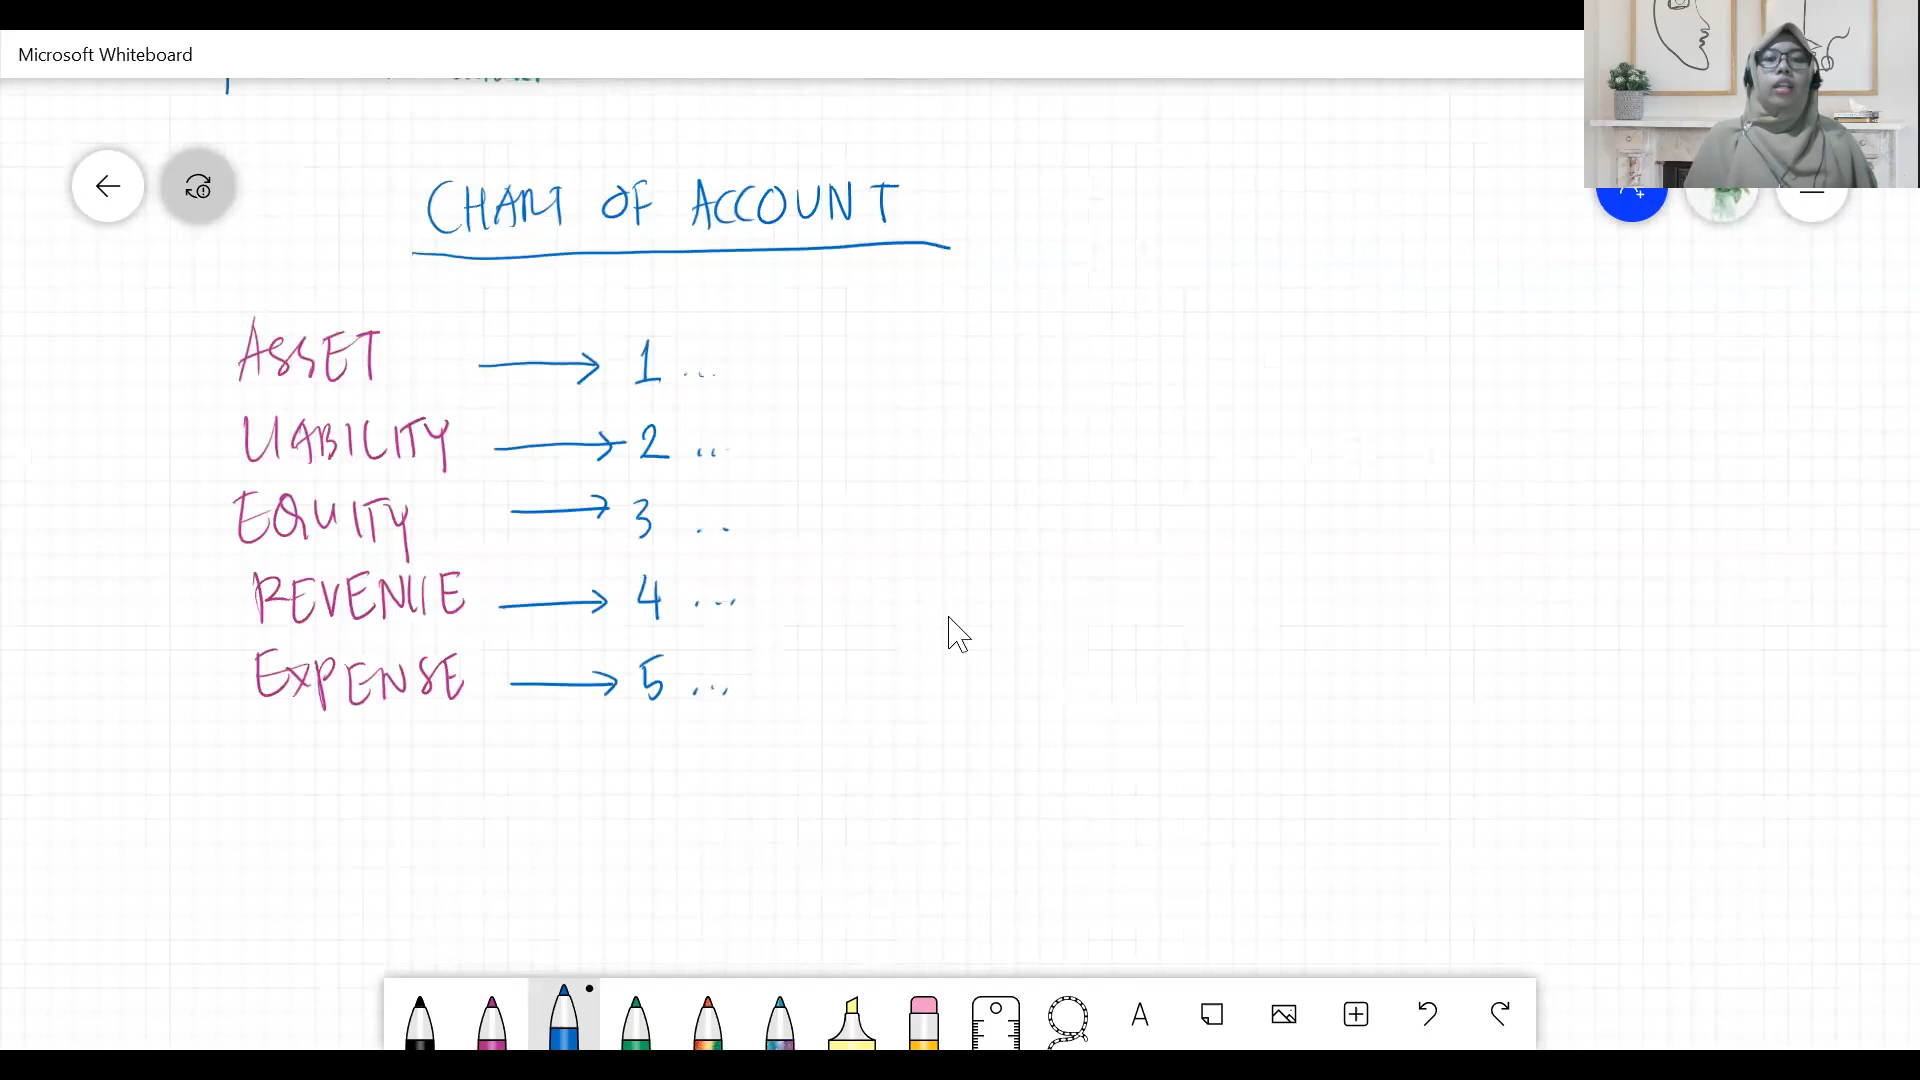 Microsoft Whiteboard
CHART OF ACCOUNT
ASSET → 1 ...
LIABILITY → 2 ...
EQUITY → 3 ..
REVENUE → 4 ...
EXPENSE → 5 ...
A